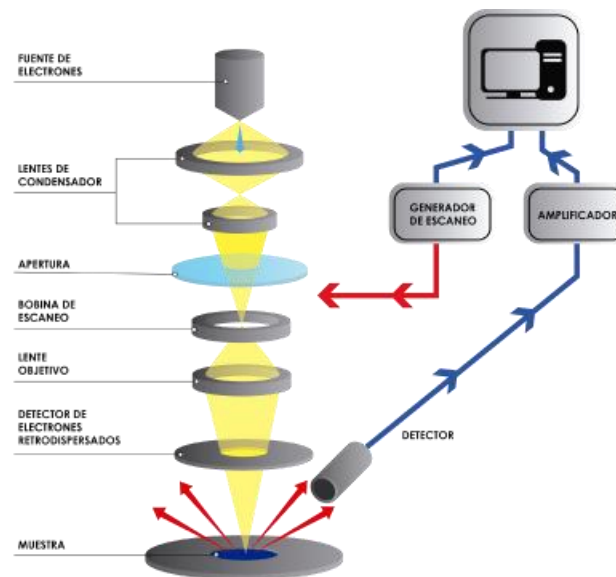 FUENTE DE
ELECTRONES
LENTES DE
CONDENSADOR
APERTURA
BOBINA DE
ESCANEO
LENTE
OBJETIVO
DETECTOR DE
ELECTRONES
RETRODISPERSADOS
MUESTRA
GENERADOR
DE ESCANEO
AMPLIFICADOR
DETECTOR